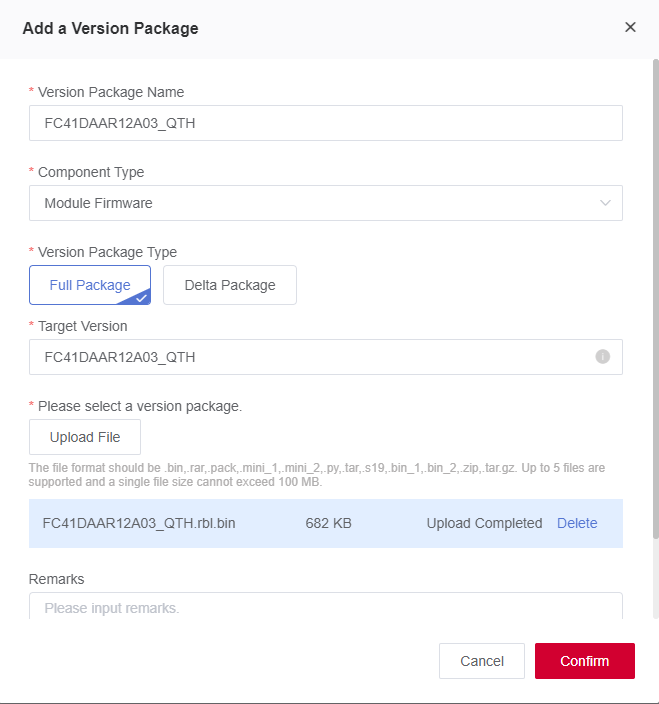 Add a Version Package
* Version Package Name
FC41DAAR12A03_QTH
* Component Type
Module Firmware
* Version Package Type
Full Package
Delta Package
* Target Version
FC41DAAR12A03_QTH
* Please select a version package.
Upload File
The file format should be .bin,.rar,.pack,.mini_1,.mini_2,.py,.tar,.s19,.bin_1,.bin_2,.zip,.tar.gz. Up to 5 files are
supported and a single file size cannot exceed 100 MB.
FC41DAAR12A03_QTH.rbl.bin 682 KB Upload Completed Delete
Remarks
Please input remarks.
Cancel
Confirm